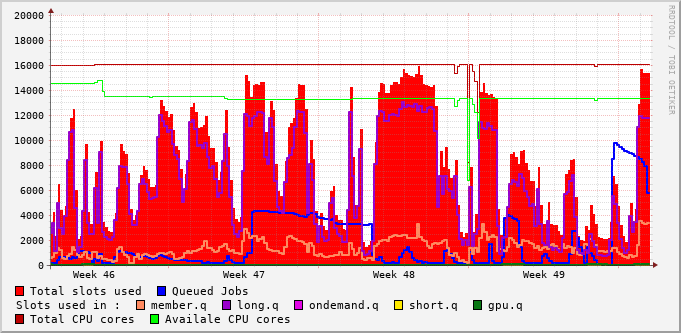 20000
18000
16000
14000
12000
10000
8000
6000
4000
2000
0
Week 46 Week 47 Week 48 Week 49
RRDTOOL / TOBI OETIKER
Total slots used Queued Jobs
Slots used in : member.q long.q ondemand.q short.q gpu.q
Total CPU cores Availale CPU cores